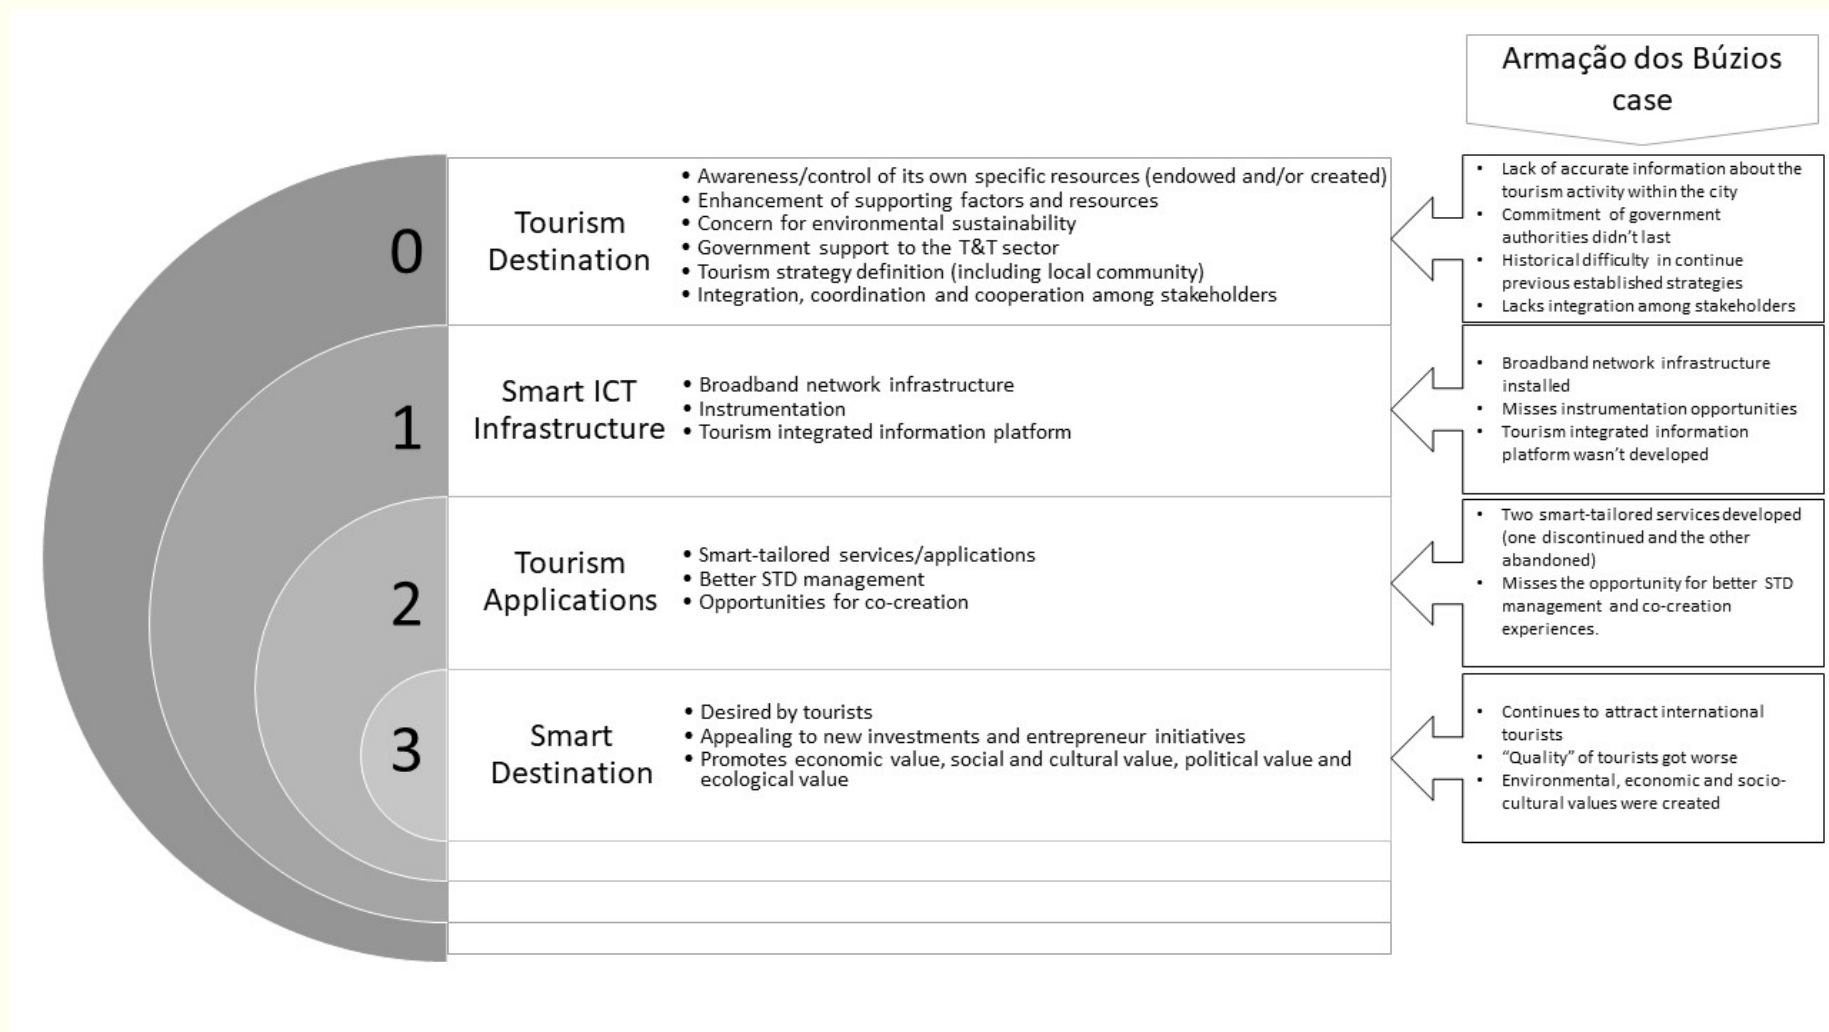 Armação dos Búzios
case
0
Tourism
Destination
• Awareness/control of its own specific resources (endowed and/or created)
• Enhancement of supporting factors and resources
• Concern for environmental sustainability
• Government support to the T&T sector
• Tourism strategy definition (including local community)
• Integration, coordination and cooperation among stakeholders
• Lack of accurate information about the
tourism activity within the city
• Commitment of government
authorities didn't last
• Historical difficulty in continue
previous established strategies
• Lacks integration among stakeholders
1
Smart ICT
Infrastructure
• Broadband network infrastructure
• Instrumentation
• Tourism integrated information platform
• Broadband network infrastructure
installed
• Misses instrumentation opportunities
• Tourism integrated information
platform wasn't developed
2
Tourism
Applications
• Smart-tailored services/applications
• Better STD management
• Opportunities for co-creation
• Two smart-tailored services developed
(one discontinued and the other
abandoned)
• Misses the opportunity for better STD
management and co-creation
experiences.
3
Smart
Destination
• Desired by tourists
• Appealing to new investments and entrepreneur initiatives
• Promotes economic value, social and cultural value, political value and
ecological value
• Continues to attract international
tourists
• “Quality” of tourists got worse
• Environmental, economic and socio-
cultural values were created